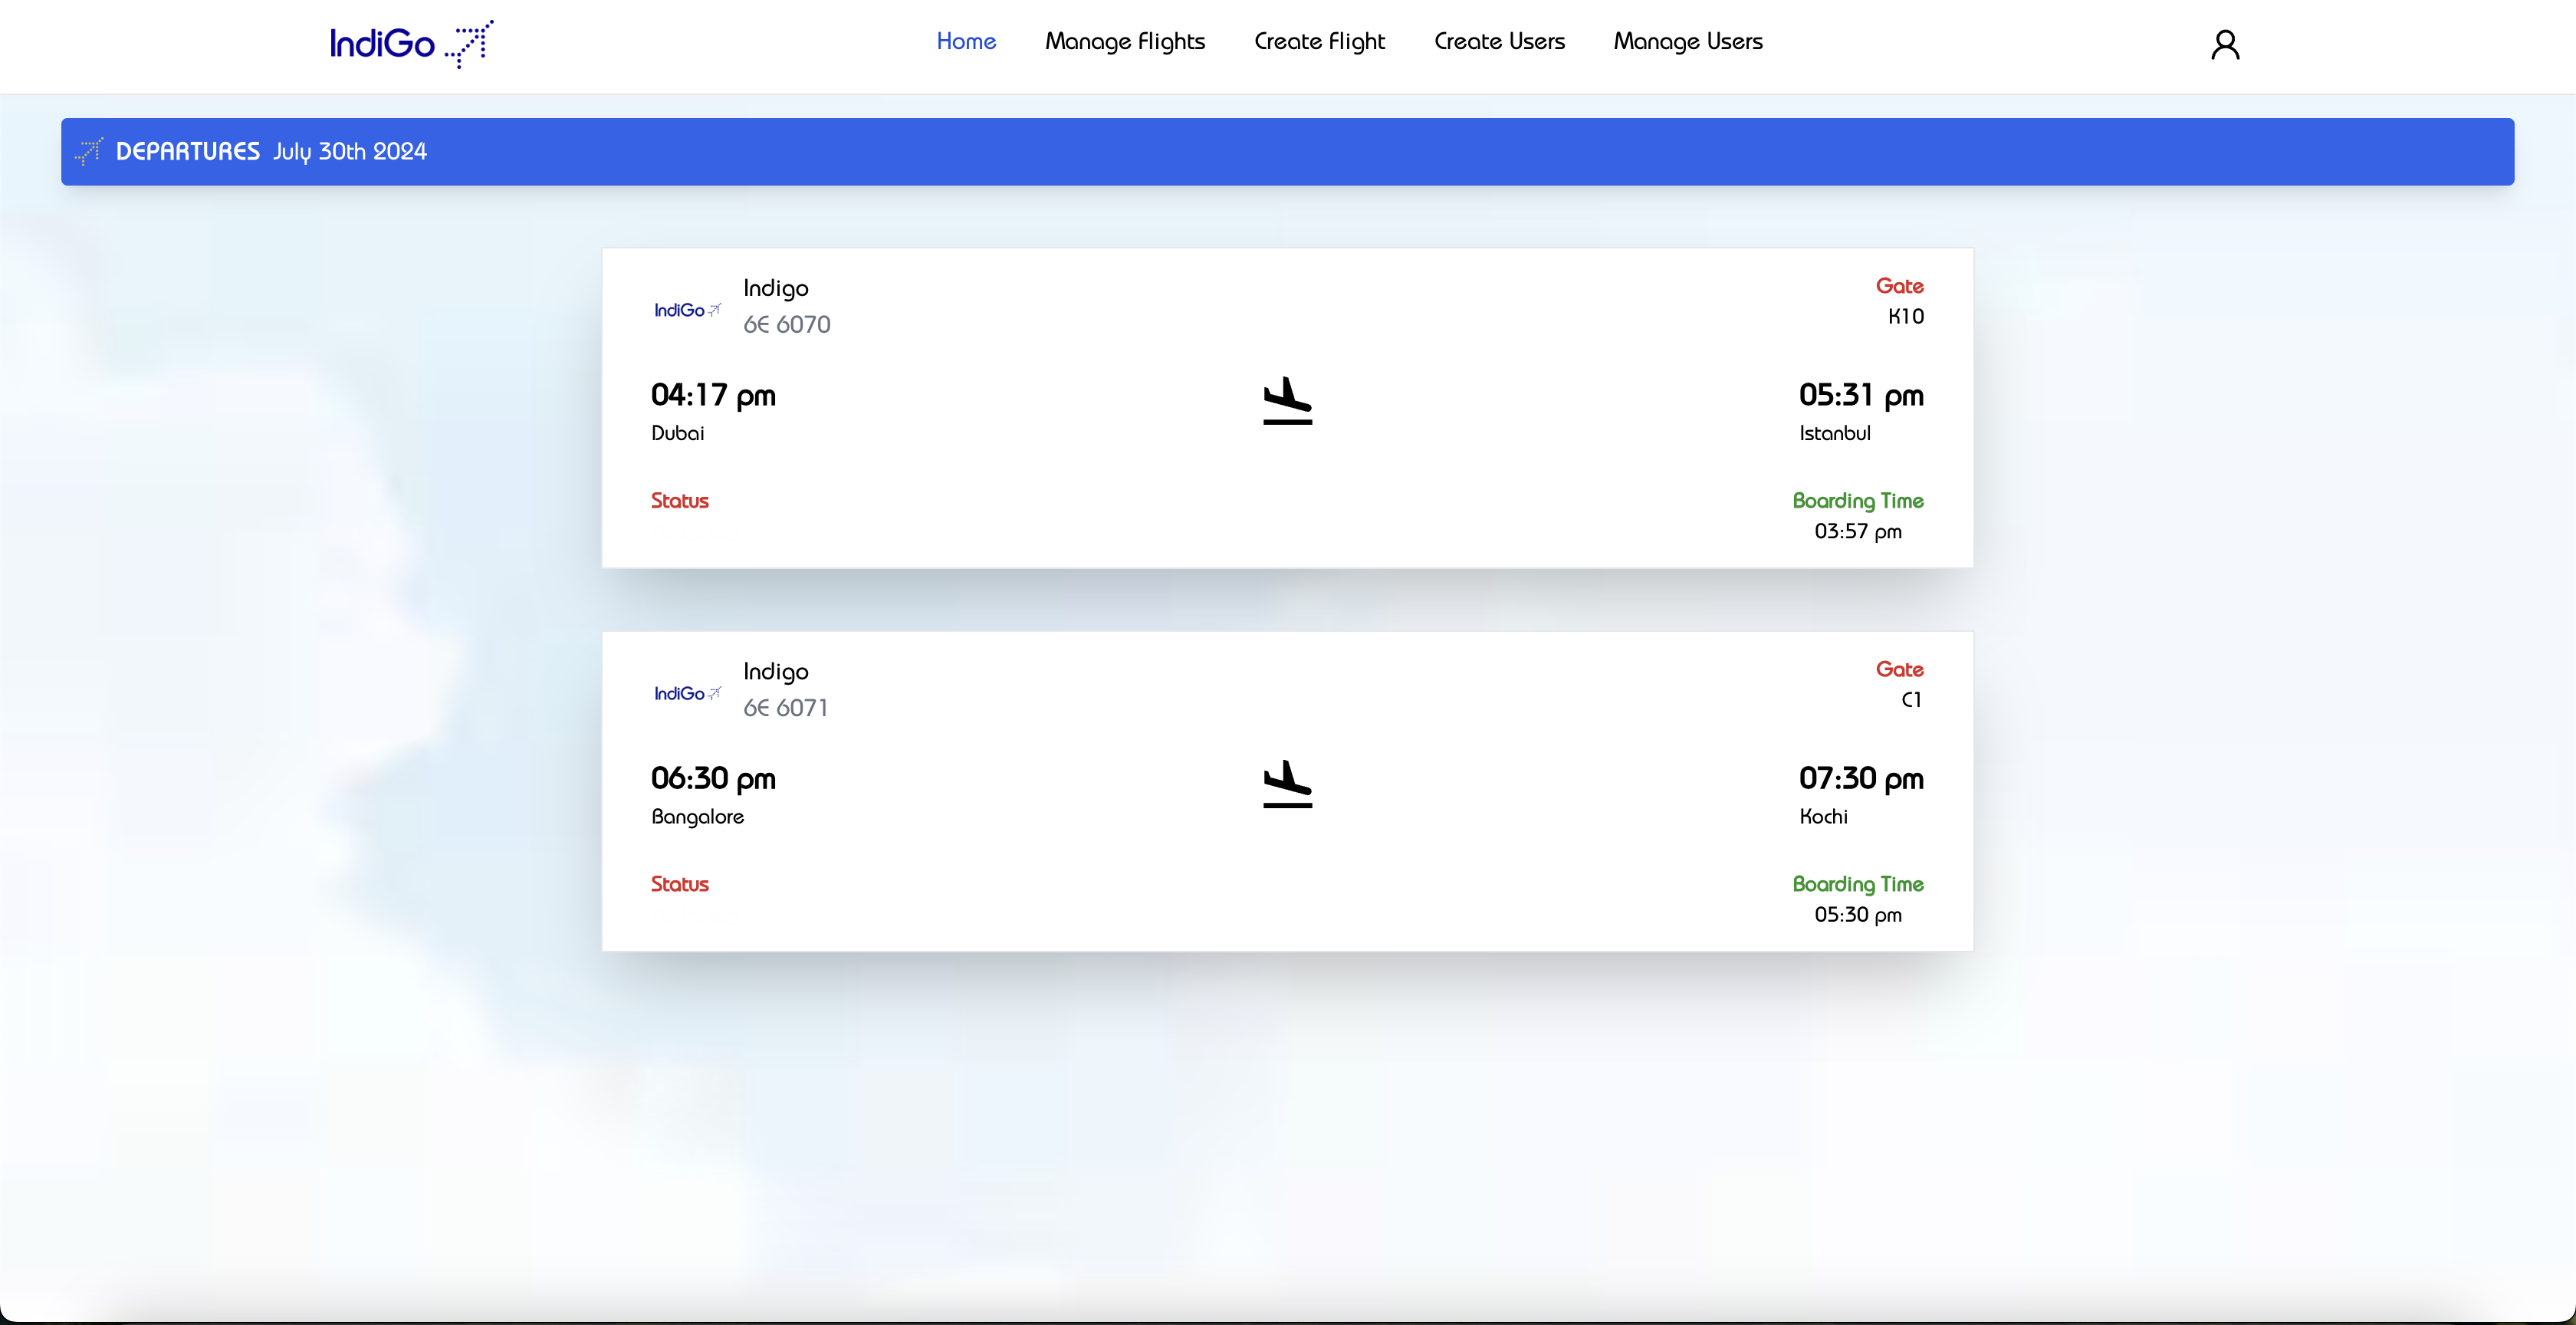 IndiGo
Home Manage Flights Create Flight Create Users Manage Users
DEPARTURES July 30th 2024
IndiGo
Indigo
6E 6070
Gate
K10
04:17 pm
Dubai
05:31 pm
Istanbul
Status
Boarding Time
03:57 pm
IndiGo
Indigo
6E 6071
Gate
C1
06:30 pm
Bangalore
07:30 pm
Kochi
Status
Boarding Time
05:30 pm